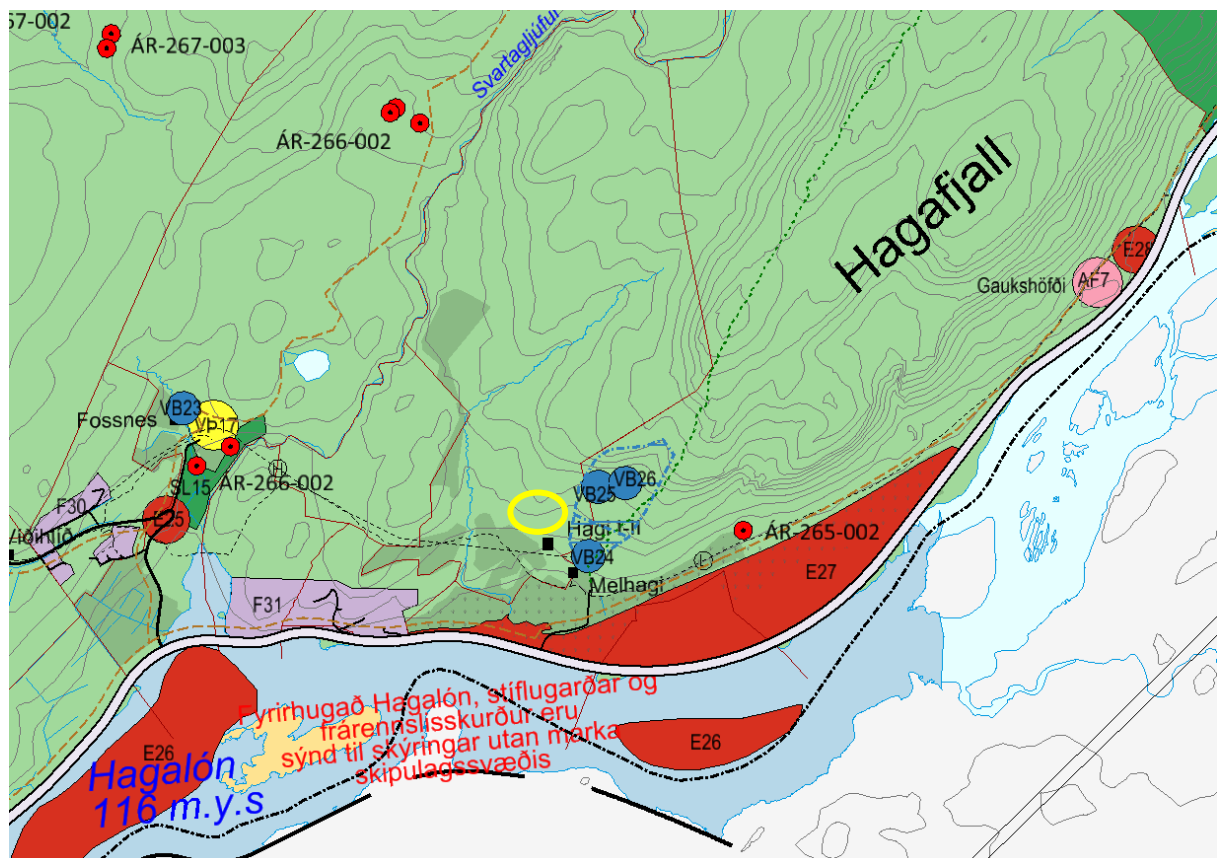 57-002
ÁR-267-003
Svartagljúfur
ÁR-266-002
Hagafjall
E28
AF7
Gaukshöfði
VB23
Fossnes
VÞ17
H
ÁR-266-002
SL15
F30
E25
Víðihlíð
VB26
VB25
Hagi I-II
VB24
ÁR-265-002
L
Melhagi
E27
F31
Fyrirhugað Hagalón, stíflugarðar og
frárennslisskurður eru
sýnd til skýringar utan marka
skipulagssvæðis
E26
E26
Hagalón
116 m.y.s